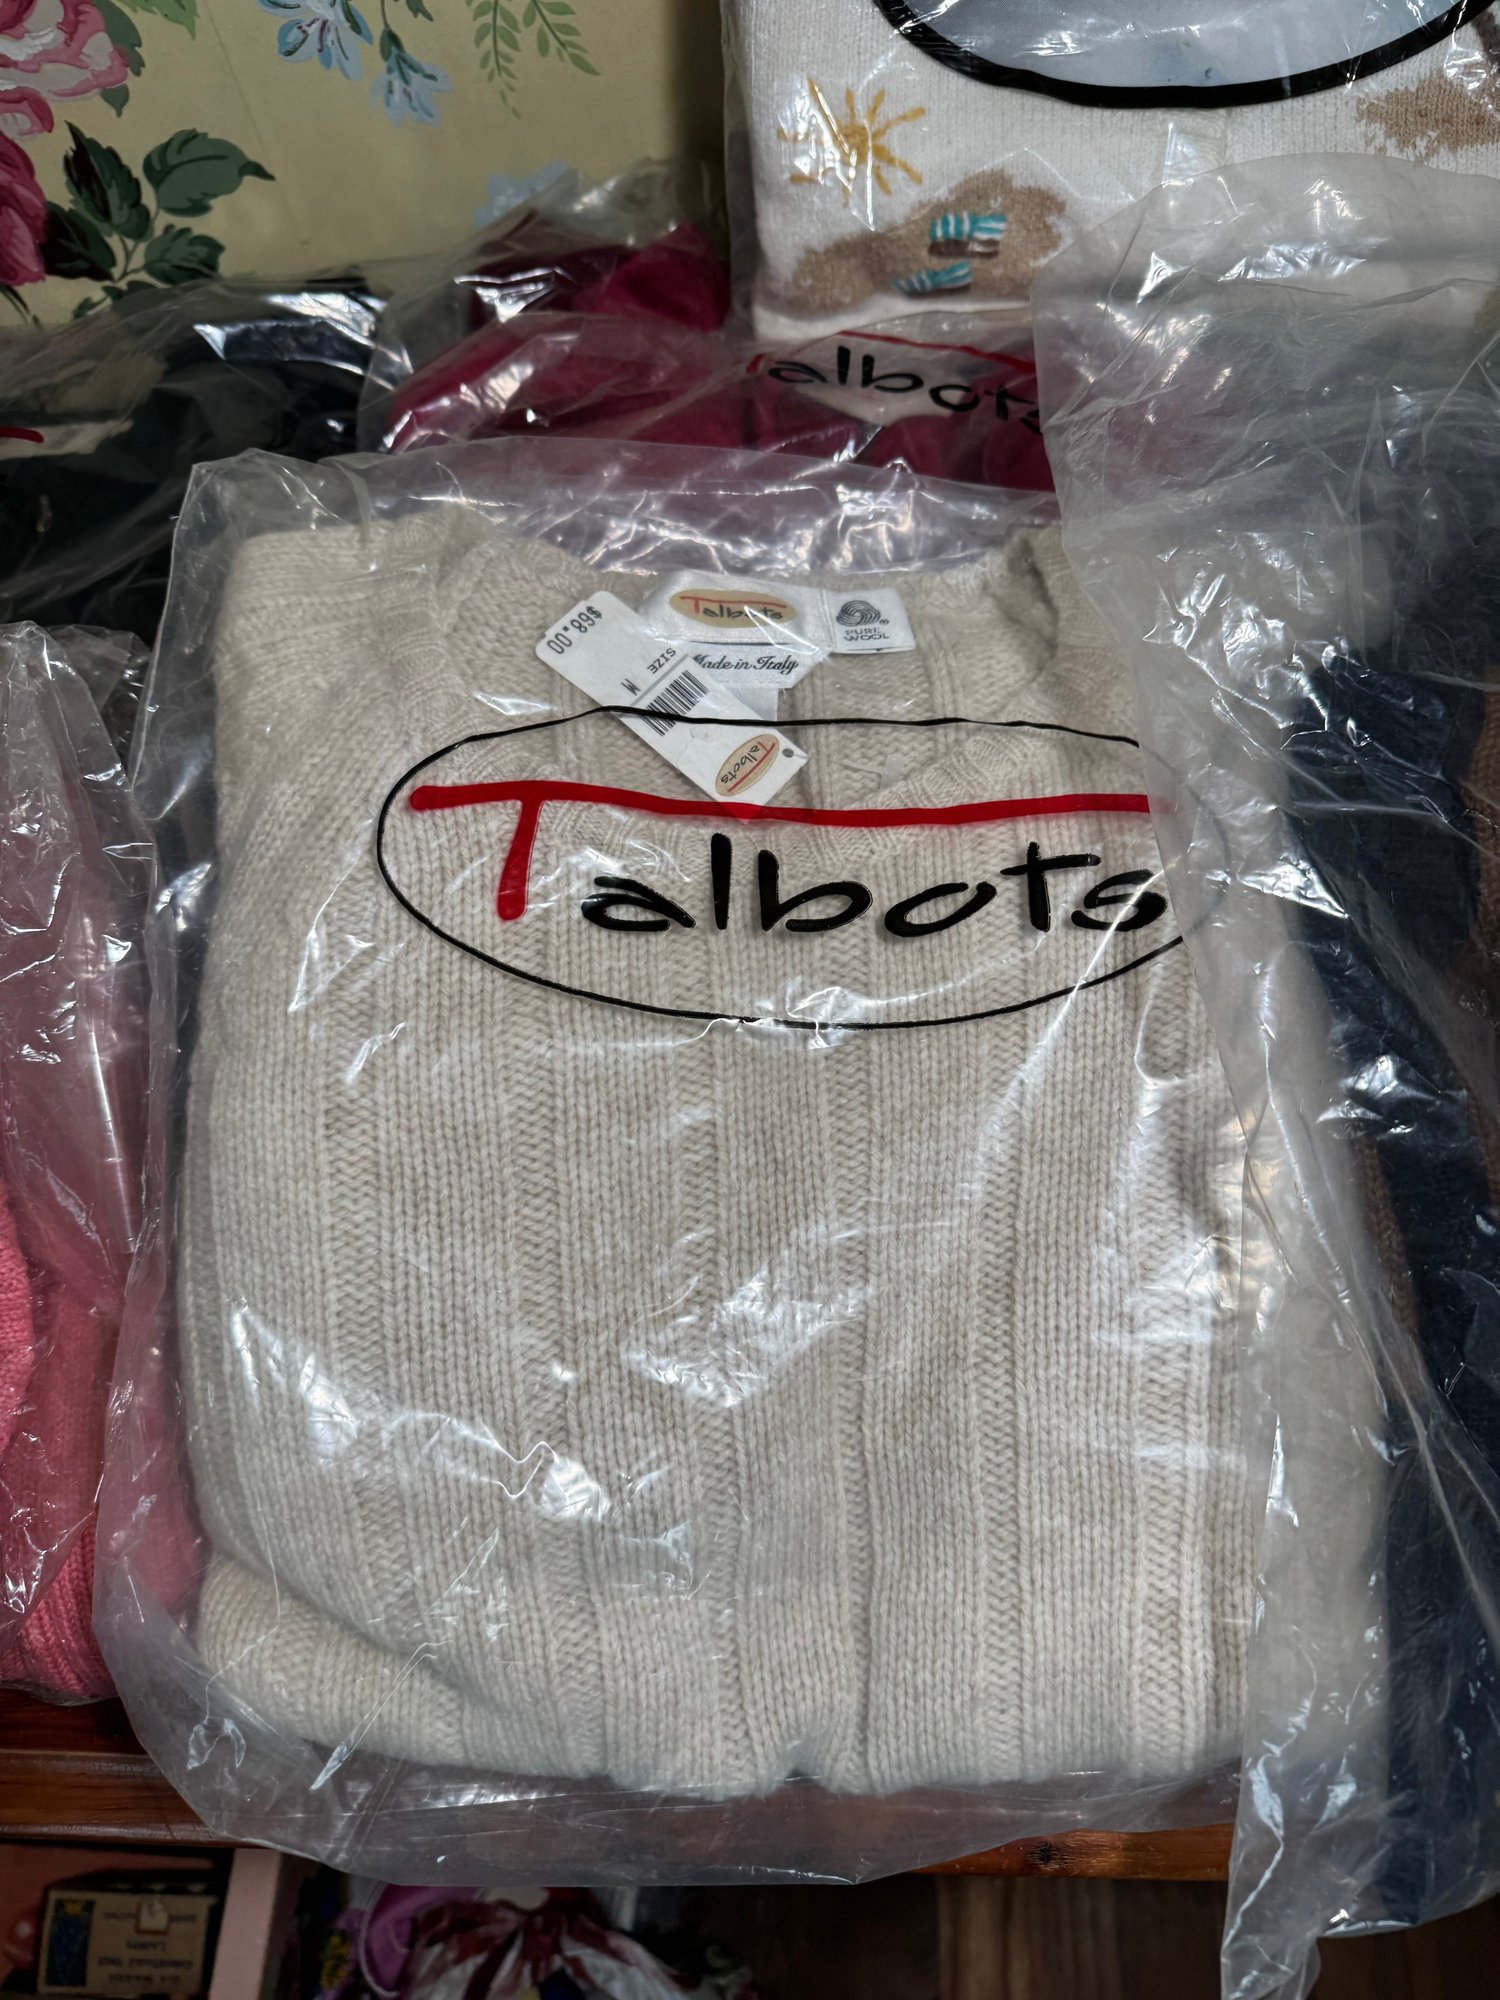 Talbots
Talbots
PURE
WOOL
Made in Italy
$68.00
SIZE
M
Talbots
Talbots